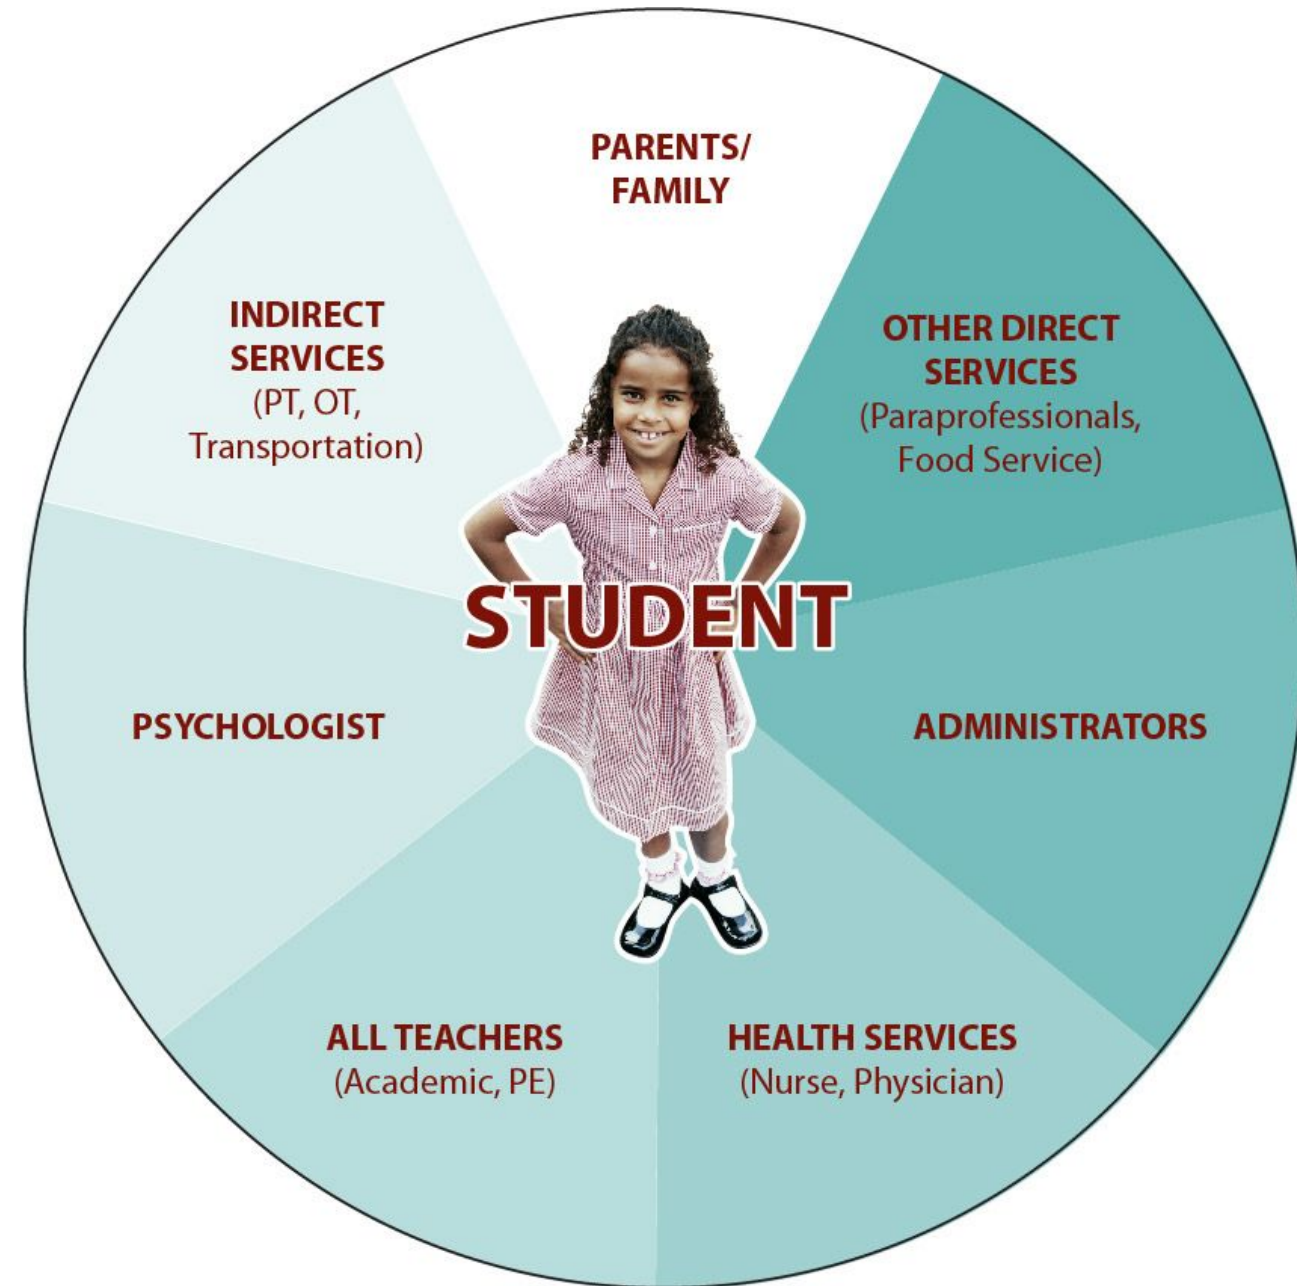 PARENTS/
FAMILY
OTHER DIRECT
SERVICES
(Paraprofessionals,
Food Service)
ADMINISTRATORS
HEALTH SERVICES
(Nurse, Physician)
ALL TEACHERS
(Academic, PE)
PSYCHOLOGIST
INDIRECT
SERVICES
(PT, OT,
Transportation)
STUDENT